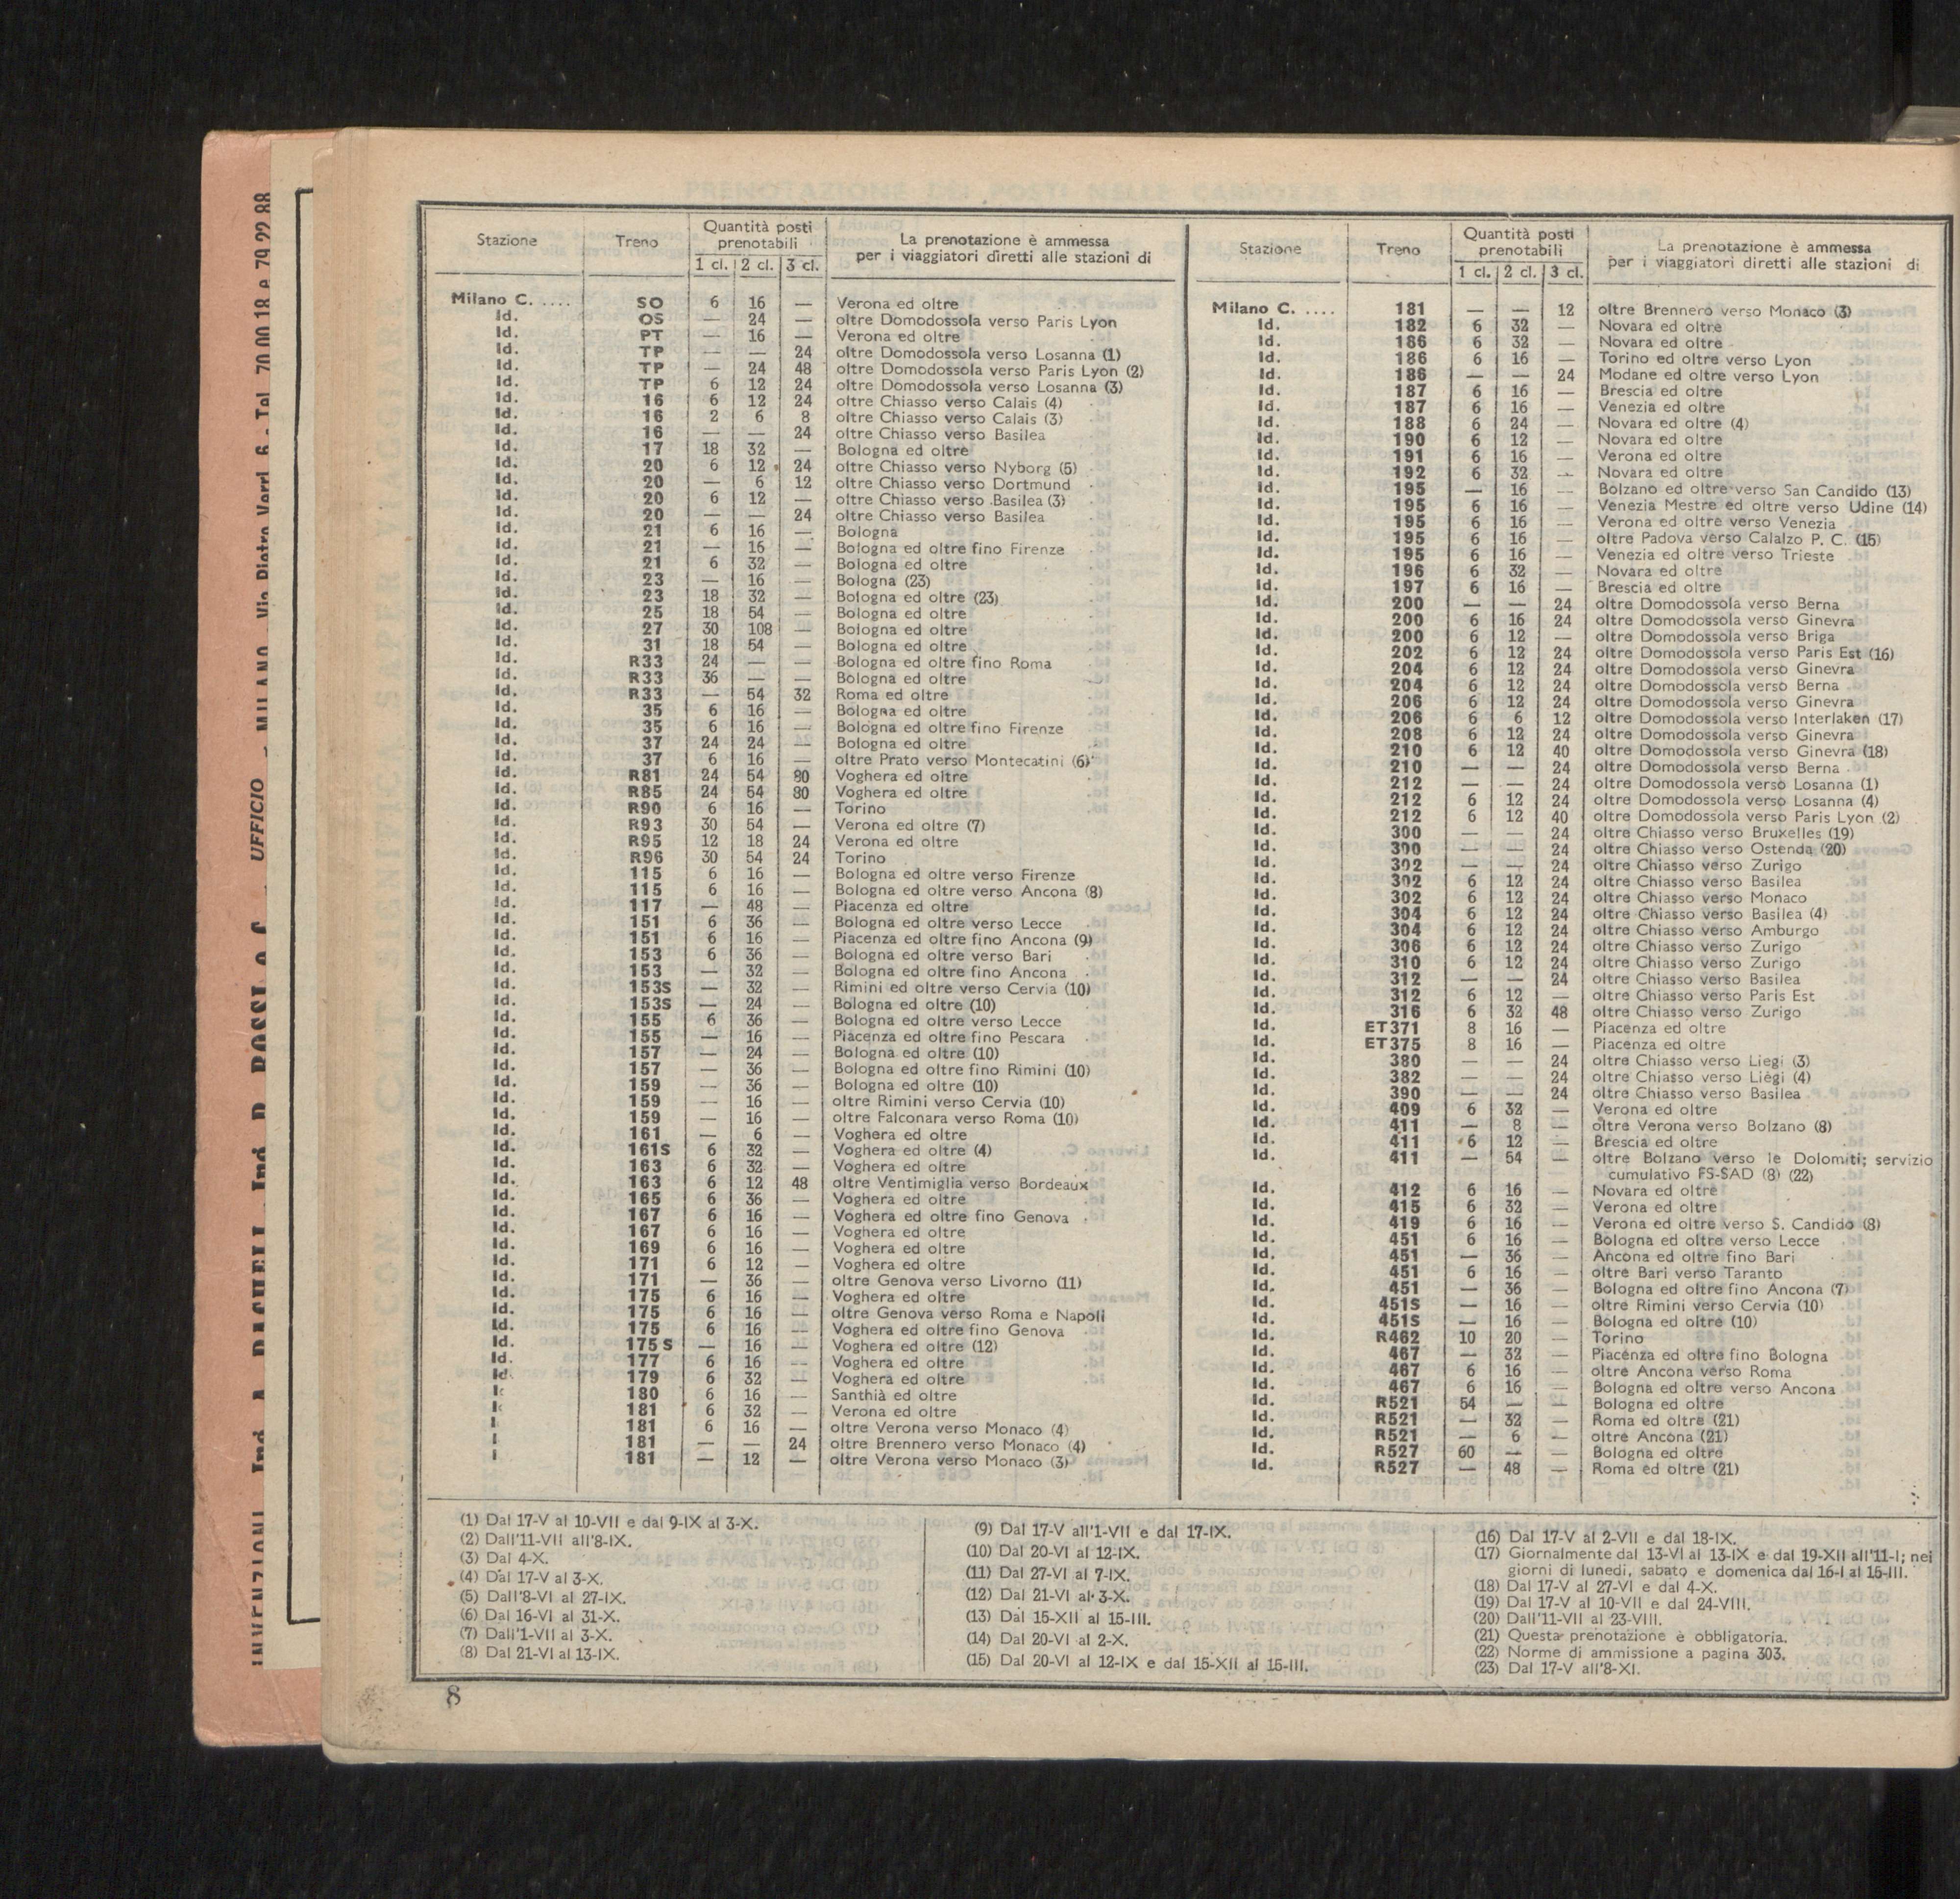 Stazione Treno Quantità posti prenotabili La prenotazione è ammessa per i viaggiatori diretti alle stazioni di
1 cl. 2 cl. 3 cl.
Milano C. .... SO 6 16 — Verona ed oltre
Id. OS — 24 — oltre Domodossola verso Paris Lyon
Id. PT — 16 — Verona ed oltre
Id. TP — — 24 oltre Domodossola verso Losanna (1)
Id. TP — 24 48 oltre Domodossola verso Paris Lyon (2)
Id. TP 6 12 24 oltre Domodossola verso Losanna (3)
Id. 16 6 12 24 oltre Chiasso verso Calais (4)
Id. 16 2 6 8 oltre Chiasso verso Calais (3)
Id. 16 — — 24 oltre Chiasso verso Basilea
Id. 17 18 32 — Bologna ed oltre
Id. 20 6 12 24 oltre Chiasso verso Nyborg (5)
Id. 20 — 6 12 oltre Chiasso verso Dortmund
Id. 20 6 12 — oltre Chiasso verso Basilea (3)
Id. 20 — — 24 oltre Chiasso verso Basilea
Id. 21 6 16 — Bologna
Id. 21 — 16 — Bologna ed oltre fino Firenze
Id. 21 6 32 — Bologna ed oltre
Id. 23 — 16 — Bologna (23)
Id. 23 18 32 — Bologna ed oltre (23)
Id. 25 18 54 — Bologna ed oltre
Id. 27 30 108 — Bologna ed oltre
Id. 31 18 54 — Bologna ed oltre
Id. R33 24 — — Bologna ed oltre fino Roma
Id. R33 36 — — Bologna ed oltre
Id. R33 — 54 32 Roma ed oltre
Id. 35 6 16 — Bologna ed oltre
Id. 35 6 16 — Bologna ed oltre fino Firenze
Id. 37 24 24 — Bologna ed oltre
Id. 37 6 16 — oltre Prato verso Montecatini (6)
Id. R81 24 54 80 Voghera ed oltre
Id. R85 24 54 80 Voghera ed oltre
Id. R90 6 16 — Torino
Id. R93 30 54 — Verona ed oltre (7)
Id. R95 12 18 24 Verona ed oltre
Id. R96 30 54 24 Torino
Id. 115 6 16 — Bologna ed oltre verso Firenze
Id. 115 6 16 — Bologna ed oltre verso Ancona (8)
Id. 117 — 48 — Piacenza ed oltre
Id. 151 6 36 — Bologna ed oltre verso Lecce
Id. 151 6 16 — Piacenza ed oltre fino Ancona (9)
Id. 153 6 36 — Bologna ed oltre verso Bari
Id. 153 — 32 — Bologna ed oltre fino Ancona
Id. 153S — 32 — Rimini ed oltre verso Cervia (10)
Id. 153S — 24 — Bologna ed oltre (10)
Id. 155 6 36 — Bologna ed oltre verso Lecce
Id. 155 — 16 — Piacenza ed oltre fino Pescara
Id. 157 — 24 — Bologna ed oltre (10)
Id. 157 — 36 — Bologna ed oltre fino Rimini (10)
Id. 159 — 36 — Bologna ed oltre (10)
Id. 159 — 16 — oltre Rimini verso Cervia (10)
Id. 159 — 16 — oltre Falconara verso Roma (10)
Id. 161 — 6 — Voghera ed oltre
Id. 161S 6 32 — Voghera ed oltre (4)
Id. 163 6 32 — Voghera ed oltre
Id. 163 6 12 48 oltre Ventimiglia verso Bordeaux
Id. 165 6 36 — Voghera ed oltre
Id. 167 6 16 — Voghera ed oltre fino Genova
Id. 167 6 16 — Voghera ed oltre
Id. 169 6 16 — Voghera ed oltre
Id. 171 6 12 — Voghera ed oltre
Id. 171 — 36 — oltre Genova verso Livorno (11)
Id. 175 6 16 — Voghera ed oltre
Id. 175 6 16 — oltre Genova verso Roma e Napoli
Id. 175 6 16 — Voghera ed oltre fino Genova
Id. 175 S — 16 — Voghera ed oltre (12)
Id. 177 6 16 — Voghera ed oltre
Id. 179 6 32 — Voghera ed oltre
I 180 6 16 — Santhià ed oltre
I 181 6 32 — Verona ed oltre
I 181 6 16 — oltre Verona verso Monaco (4)
I 181 — — 24 oltre Brennero verso Monaco (4)
I 181 — 12 — oltre Verona verso Monaco (3)
Stazione Treno Quantità posti prenotabili La prenotazione è ammessa per i viaggiatori diretti alle stazioni di
1 cl. 2 cl. 3 cl.
Milano C. .... 181 — — 12 oltre Brennero verso Monaco (3)
Id. 182 6 32 — Novara ed oltre
Id. 186 6 32 — Novara ed oltre
Id. 186 6 16 — Torino ed oltre verso Lyon
Id. 186 — — 24 Modane ed oltre verso Lyon
Id. 187 6 16 — Brescia ed oltre
Id. 187 6 16 — Venezia ed oltre
Id. 188 6 24 — Novara ed oltre (4)
Id. 190 6 12 — Novara ed oltre
Id. 191 6 16 — Verona ed oltre
Id. 192 6 32 — Novara ed oltre
Id. 195 — 16 — Bolzano ed oltre verso San Candido (13)
Id. 195 6 16 — Venezia Mestre ed oltre verso Udine (14)
Id. 195 6 16 — Verona ed oltre verso Venezia
Id. 195 6 16 — oltre Padova verso Calalzo P. C. (15)
Id. 195 6 16 — Venezia ed oltre verso Trieste
Id. 196 6 32 — Novara ed oltre
Id. 197 6 16 — Brescia ed oltre
Id. 200 — — 24 oltre Domodossola verso Berna
Id. 200 6 16 24 oltre Domodossola verso Ginevra
Id. 200 6 12 — oltre Domodossola verso Briga
Id. 202 6 12 24 oltre Domodossola verso Paris Est (16)
Id. 204 6 12 24 oltre Domodossola verso Ginevra
Id. 204 6 12 24 oltre Domodossola verso Berna
Id. 206 6 12 24 oltre Domodossola verso Ginevra
Id. 206 6 6 12 oltre Domodossola verso Interlaken (17)
Id. 208 6 12 24 oltre Domodossola verso Ginevra
Id. 210 6 12 40 oltre Domodossola verso Ginevra (18)
Id. 210 — — 24 oltre Domodossola verso Berna
Id. 212 — — 24 oltre Domodossola verso Losanna (1)
Id. 212 6 12 24 oltre Domodossola verso Losanna (4)
Id. 212 6 12 40 oltre Domodossola verso Paris Lyon (2)
Id. 300 — — 24 oltre Chiasso verso Bruxelles (19)
Id. 300 — — 24 oltre Chiasso verso Ostenda (20)
Id. 302 — — 24 oltre Chiasso verso Zurigo
Id. 302 6 12 24 oltre Chiasso verso Basilea
Id. 302 6 12 24 oltre Chiasso verso Monaco
Id. 304 6 12 24 oltre Chiasso verso Basilea (4)
Id. 304 6 12 24 oltre Chiasso verso Amburgo
Id. 306 6 12 24 oltre Chiasso verso Zurigo
Id. 310 6 12 24 oltre Chiasso verso Zurigo
Id. 312 — — 24 oltre Chiasso verso Basilea
Id. 312 6 12 — oltre Chiasso verso Paris Est
Id. 316 6 32 48 oltre Chiasso verso Zurigo
Id. ET371 8 16 — Piacenza ed oltre
Id. ET375 8 16 — Piacenza ed oltre
Id. 380 — — 24 oltre Chiasso verso Liegi (3)
Id. 382 — — 24 oltre Chiasso verso Liegi (4)
Id. 390 — — 24 oltre Chiasso verso Basilea
Id. 409 6 32 — Verona ed oltre
Id. 411 — 8 — oltre Verona verso Bolzano (8)
Id. 411 6 12 — Brescia ed oltre
Id. 411 — 54 — oltre Bolzano verso le Dolomiti; servizio
cumulativo FS-SAD (8) (22)
Id. 412 6 16 — Novara ed oltre
Id. 415 6 32 — Verona ed oltre
Id. 419 6 16 — Verona ed oltre verso S. Candido (8)
Id. 451 6 16 — Bologna ed oltre verso Lecce
Id. 451 — 36 — Ancona ed oltre fino Bari
Id. 451 6 16 — oltre Bari verso Taranto
Id. 451 — 36 — Bologna ed oltre fino Ancona (7)
Id. 451S — 16 — oltre Rimini verso Cervia (10)
Id. 451S — 16 — Bologna ed oltre (10)
Id. R462 10 20 — Torino
Id. 467 — 32 — Piacenza ed oltre fino Bologna
Id. 467 6 16 — oltre Ancona verso Roma
Id. 467 6 16 — Bologna ed oltre verso Ancona
Id. R521 54 — — Bologna ed oltre
Id. R521 — 32 — Roma ed oltre (21)
Id. R521 — 6 — oltre Ancona (21)
Id. R527 60 — — Bologna ed oltre
Id. R527 — 48 — Roma ed oltre (21)
(1) Dal 17-V al 10-VII e dal 9-IX al 3-X.
(2) Dall'11-VII all'8-IX.
(3) Dal 4-X.
(4) Dal 17-V al 3-X.
(5) Dall'8-VI al 27-IX.
(6) Dal 16-VI al 31-X.
(7) Dall'1-VII al 3-X.
(8) Dal 21-VI al 13-IX.
(9) Dal 17-V all'1-VII e dal 17-IX.
(10) Dal 20-VI al 12-IX.
(11) Dal 27-VI al 7-IX.
(12) Dal 21-VI al 3-X.
(13) Dal 15-XII al 15-III.
(14) Dal 20-VI al 2-X.
(15) Dal 20-VI al 12-IX e dal 15-XII al 15-III.
(16) Dal 17-V al 2-VII e dal 18-IX.
(17) Giornalmente dal 13-VI al 13-IX e dal 19-XII all'11-I; nei
giorni di lunedì, sabato e domenica dal 16-I al 15-III.
(18) Dal 17-V al 27-VI e dal 4-X.
(19) Dal 17-V al 10-VII e dal 24-VIII.
(20) Dall'11-VII al 23-VIII.
(21) Questa prenotazione è obbligatoria.
(22) Norme di ammissione a pagina 303.
(23) Dal 17-V all'8-XI.
8
UFFICIO - MILANO